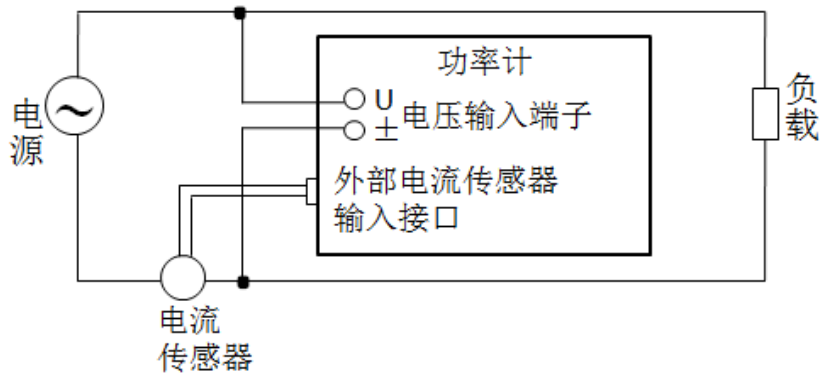 功率计
U
± 电压输入端子
外部电流传感器
输入接口
电源
负载
电流
传感器